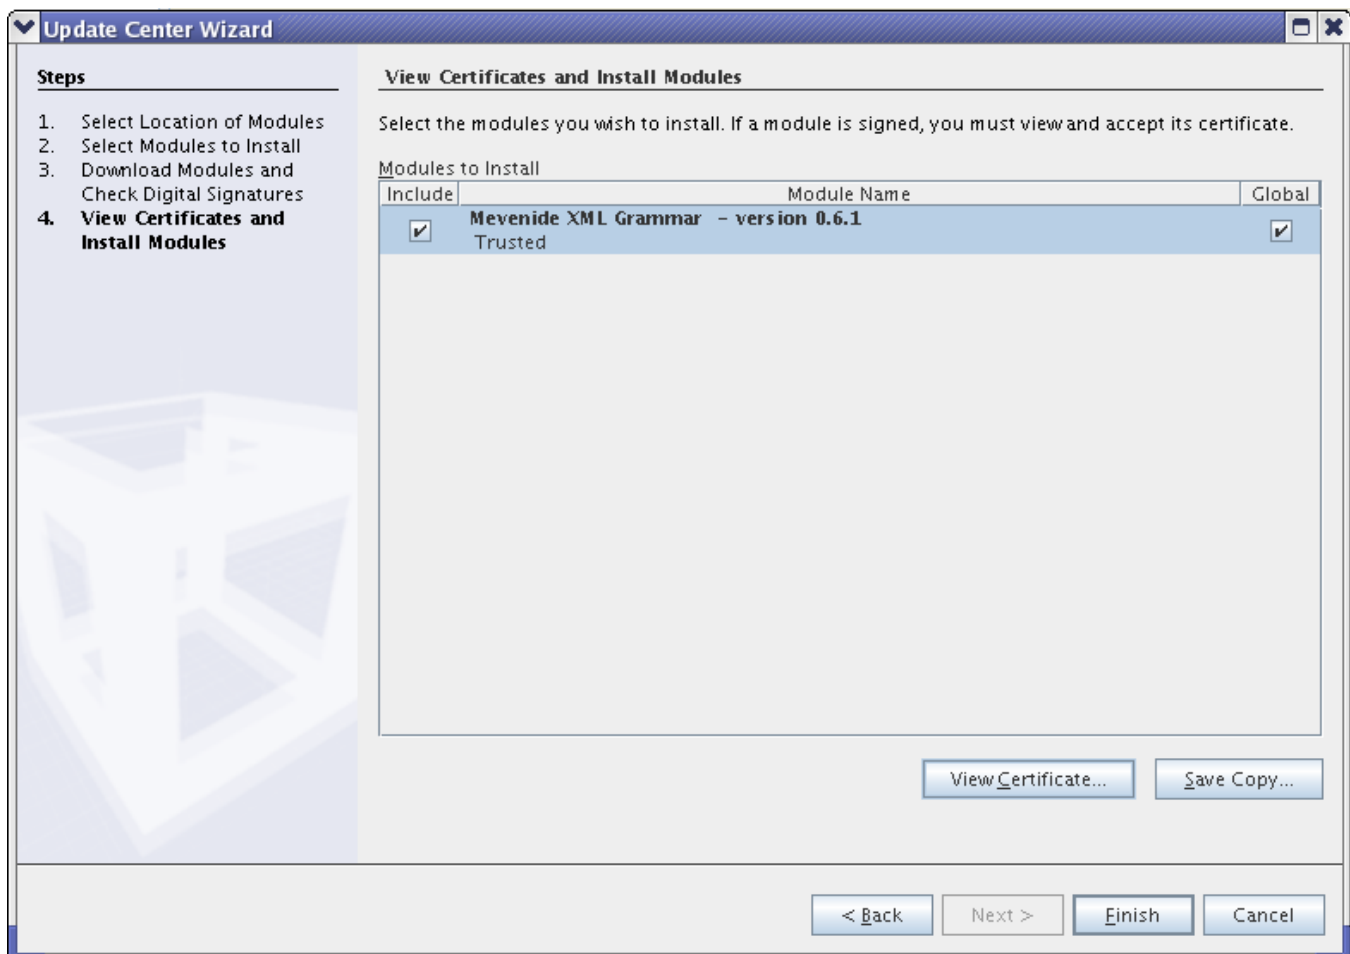 Update Center Wizard
Steps
1. Select Location of Modules
2. Select Modules to Install
3. Download Modules and
Check Digital Signatures
4. View Certificates and
Install Modules
View Certificates and Install Modules
Select the modules you wish to install. If a module is signed, you must view and accept its certificate.
Modules to Install
Include Module Name Global
Mevenide XML Grammar - version 0.6.1
Trusted
View Certificate... Save Copy...
< Back Next > Finish Cancel